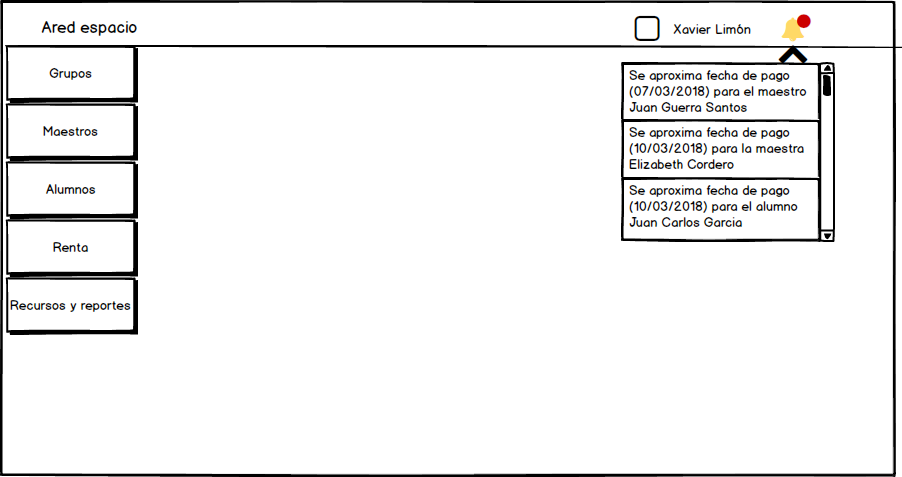 Ared espacio
Xavier Limón
Grupos
Maestros
Alumnos
Renta
Recursos y reportes
Se aproxima fecha de pago
(07/03/2018) para el maestro
Juan Guerra Santos
Se aproxima fecha de pago
(10/03/2018) para la maestra
Elizabeth Cordero
Se aproxima fecha de pago
(10/03/2018) para el alumno
Juan Carlos Garcia